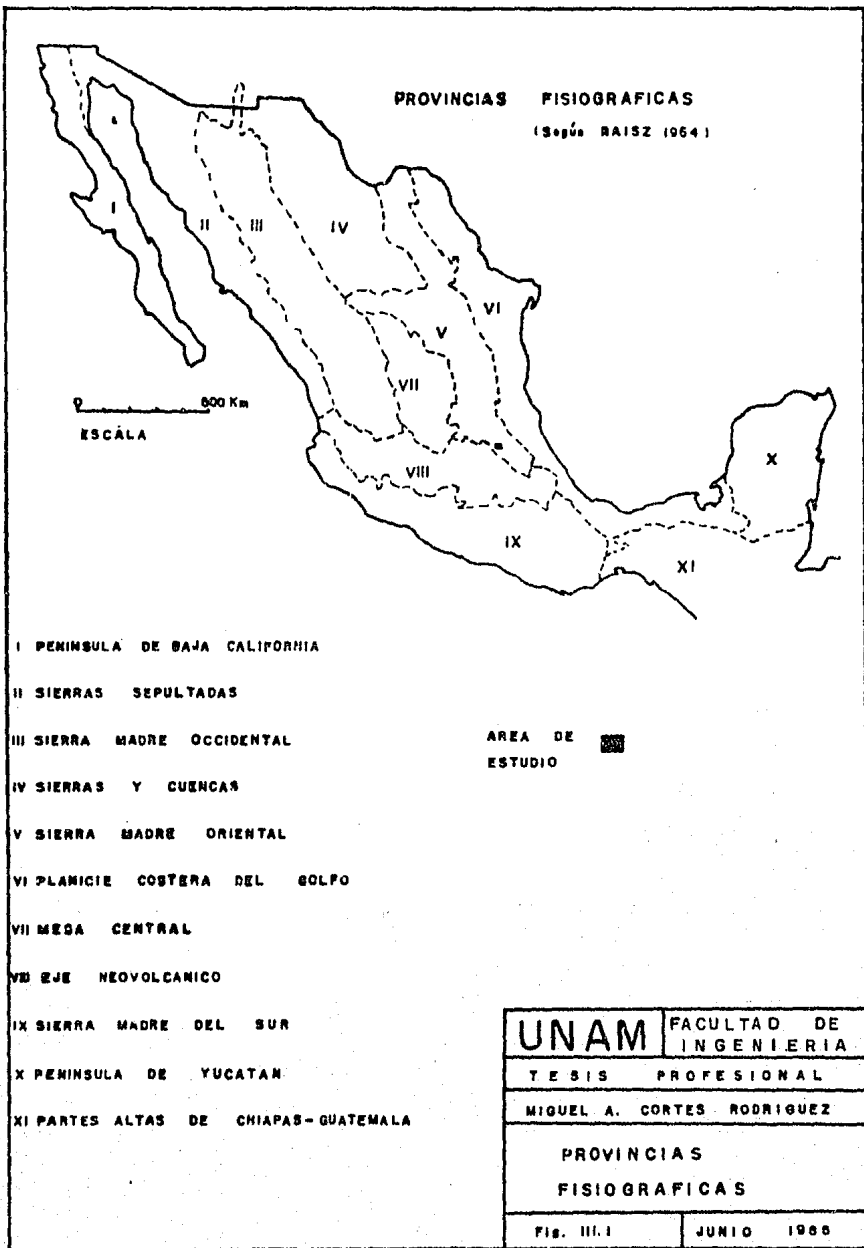 PROVINCIAS FISIOGRAFICAS
(Según RAISZ 1964)
I
II
III
IV
V
VI
VII
VIII
IX
X
XI
0 500 Km
ESCÁLA
I PENINSULA DE BAJA CALIFORNIA
II SIERRAS SEPULTADAS
III SIERRA MADRE OCCIDENTAL
IV SIERRAS Y CUENCAS
V SIERRA MADRE ORIENTAL
VI PLANICIE COSTERA DEL GOLFO
VII MESA CENTRAL
VIII EJE NEOVOLCANICO
IX SIERRA MADRE DEL SUR
X PENINSULA DE YUCATAN
XI PARTES ALTAS DE CHIAPAS-GUATEMALA
AREA DE
ESTUDIO
UNAM
FACULTAD DE
INGENIERIA
TESIS PROFESIONAL
MIGUEL A. CORTES RODRIGUEZ
PROVINCIAS
FISIOGRAFICAS
Fig. III.1
JUNIO